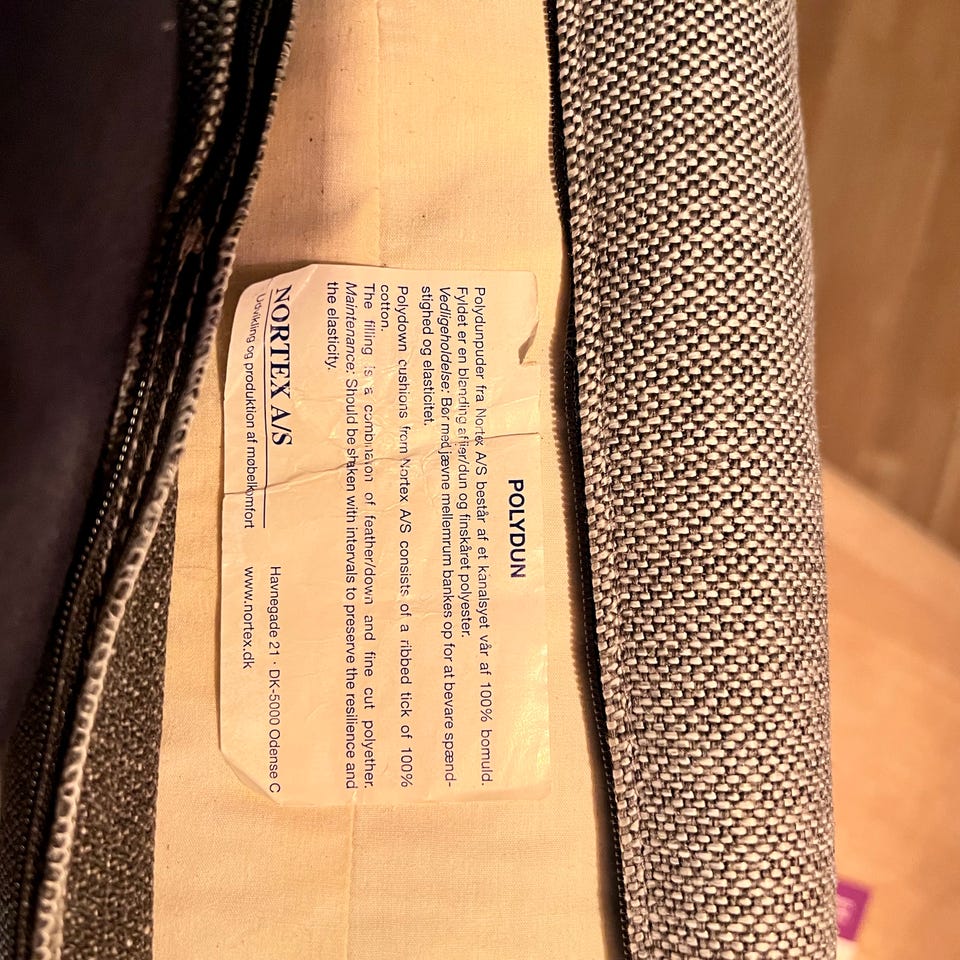 POLYDUN
Polydunpuder fra Nortex A/S består af et kanalsyet vår af 100% bomuld.
Fyldet er en blanding af fjer/dun og finskåret polyester.
Vedligeholdelse: Bør med jævne mellemrum bankes op for at bevare spænd-
stighed og elasticitet.
Polydown cushions from Nortex A/S consists of a ribbed tick of 100%
cotton.
The filling is a combination of feather/down and fine cut polyether.
Maintenance: Should be shaken with intervals to preserve the resilience and
the elasticity.
NORTEX A/S
Udvikling og produktion af møbelkomfort
Havnegade 21 · DK-5000 Odense C
www.nortex.dk